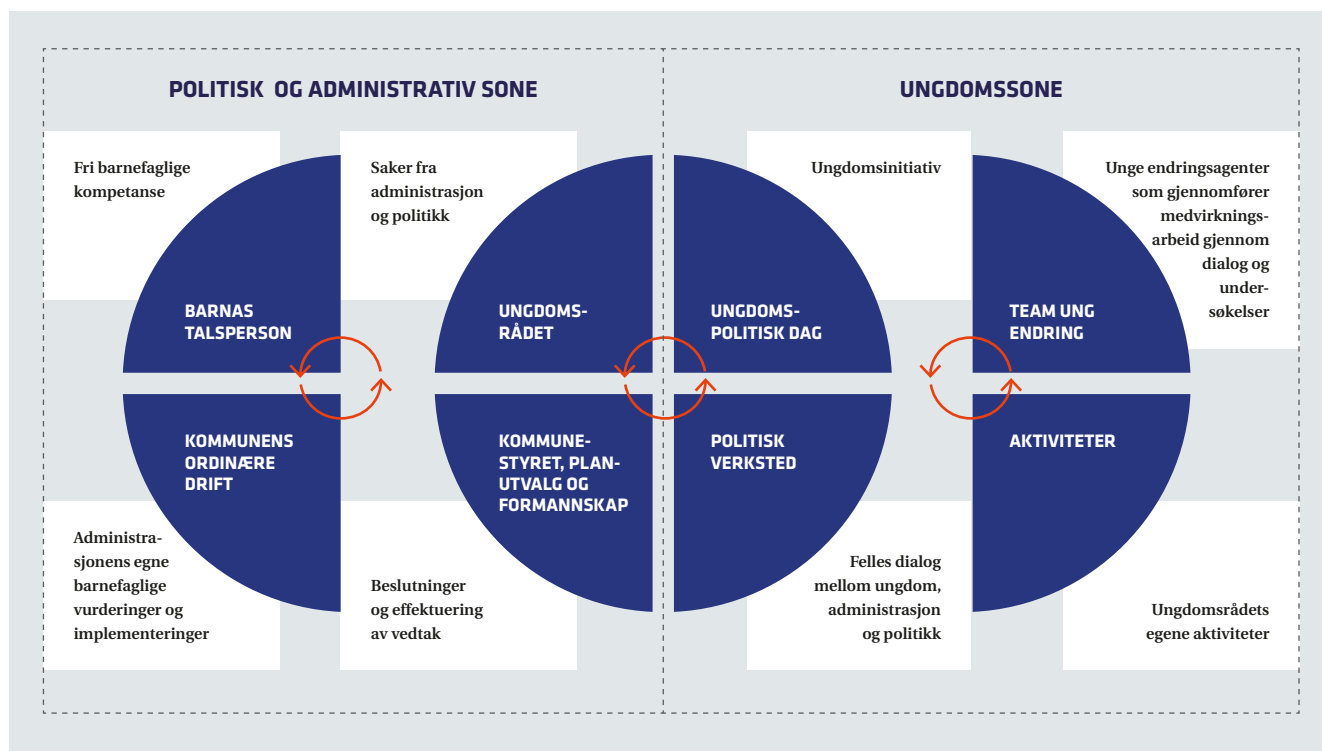 POLITISK OG ADMINISTRATIV SONE
UNGDOMSSONE
Fri barnefaglige
kompetanse
Saker fra
administrasjon
og politikk
Ungdomsinitiativ
Unge endringsagenter
som gjennomfører
medvirknings-
arbeid gjennom
dialog og
under-
søkelser
BARNAS
TALSPERSON
UNGDOMS-
RÅDET
UNGDOMS-
POLITISK DAG
TEAM UNG
ENDRING
KOMMUNENS
ORDINÆRE
DRIFT
KOMMUNE-
STYRET, PLAN-
UTVALG OG
FORMANNSKAP
POLITISK
VERKSTED
AKTIVITETER
Administra-
sjonens egne
barnefaglige
vurderinger og
implementeringer
Beslutninger
og effektuering
av vedtak
Felles dialog
mellom ungdom,
administrasjon
og politikk
Ungdomsrådets
egene aktiviteter